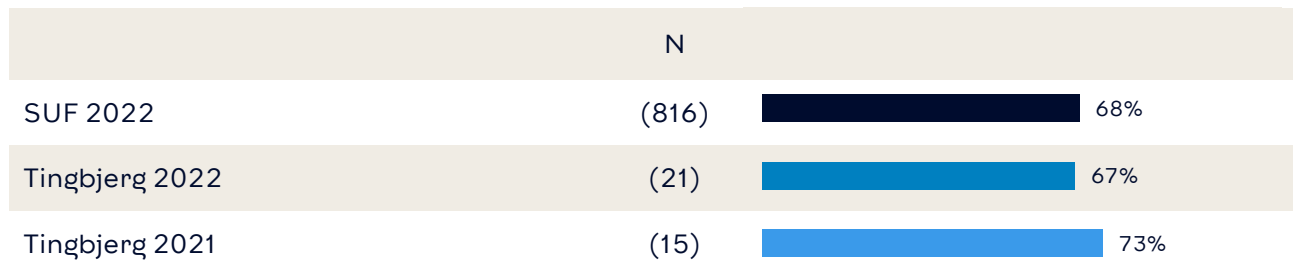 N
SUF 2022 (816) 68%
Tingbjerg 2022 (21) 67%
Tingbjerg 2021 (15) 73%